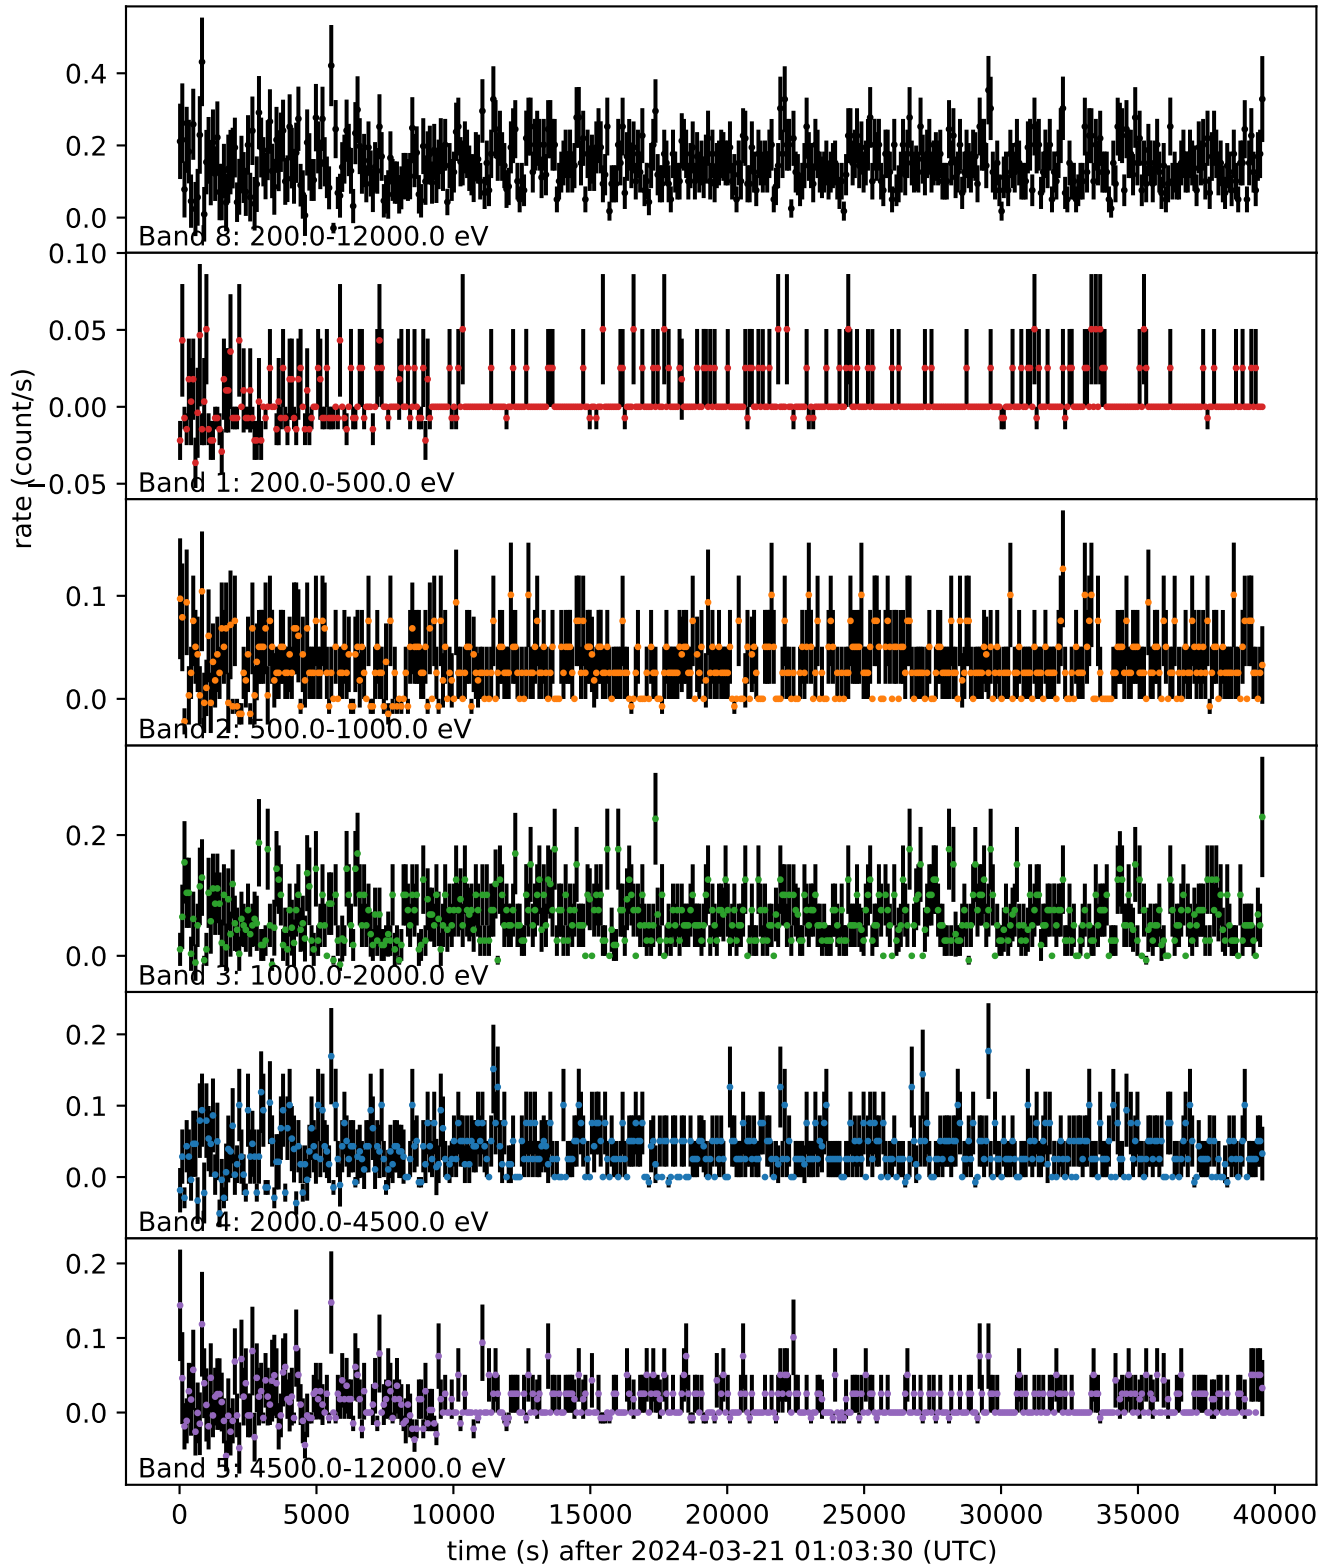 0.4
0.2
0.0
Band 8: 200.0-12000.0 eV
0.10
0.05
0.00
−0.05
Band 1: 200.0-500.0 eV
rate (count/s)
0.1
0.0
Band 2: 500.0-1000.0 eV
0.2
0.0
Band 3: 1000.0-2000.0 eV
0.2
0.1
0.0
Band 4: 2000.0-4500.0 eV
0.2
0.1
0.0
Band 5: 4500.0-12000.0 eV
0 5000 10000 15000 20000 25000 30000 35000 40000
time (s) after 2024-03-21 01:03:30 (UTC)